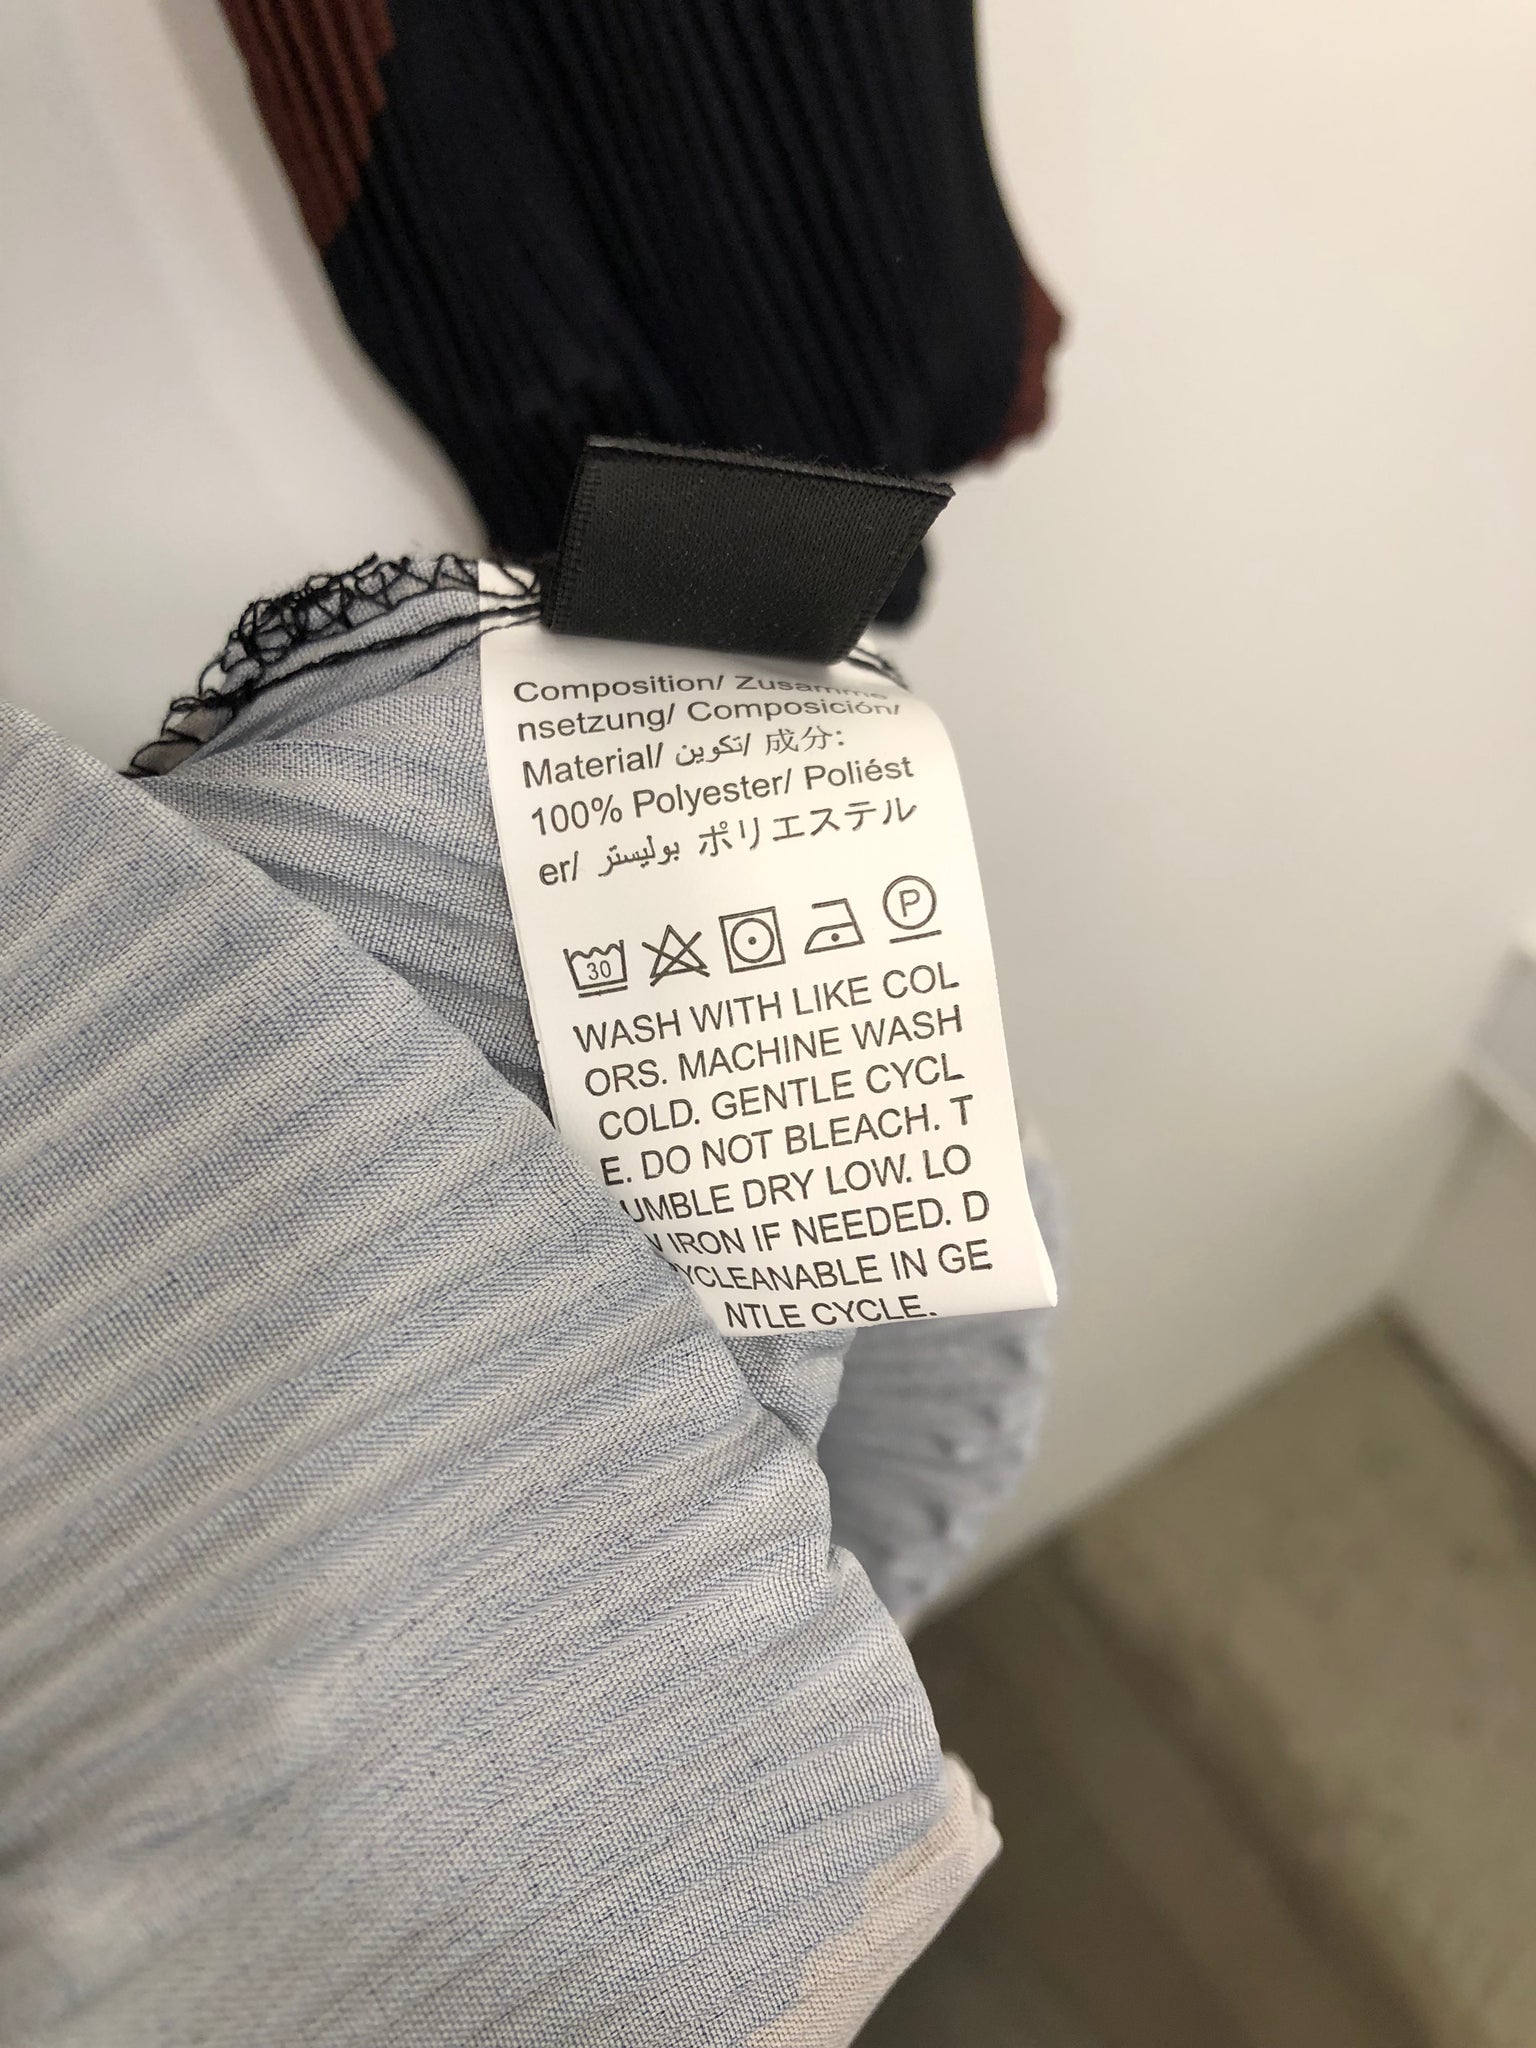 Composition/ Zusamme
nsetzung/ Composición/
Material/ تكوين/ 成分:
100% Polyester/ Poliést
er/ بوليستر ポリエステル
30 P
WASH WITH LIKE COL
ORS. MACHINE WASH
COLD. GENTLE CYCL
E. DO NOT BLEACH. T
UMBLE DRY LOW. LO
W IRON IF NEEDED. D
RYCLEANABLE IN GE
NTLE CYCLE.